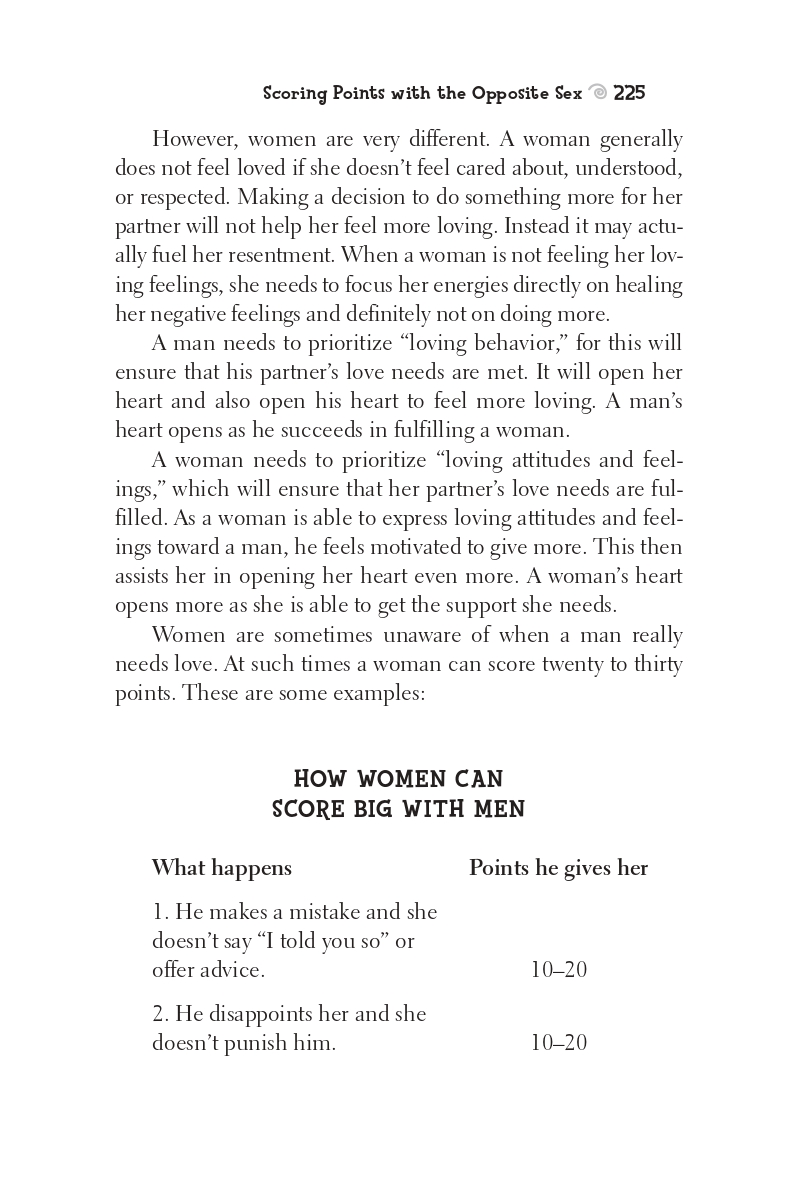 Scoring Points with the Opposite Sex 225
However, women are very different. A woman generally
does not feel loved if she doesn’t feel cared about, understood,
or respected. Making a decision to do something more for her
partner will not help her feel more loving. Instead it may actu-
ally fuel her resentment. When a woman is not feeling her lov-
ing feelings, she needs to focus her energies directly on healing
her negative feelings and definitely not on doing more.
A man needs to prioritize “loving behavior,” for this will
ensure that his partner’s love needs are met. It will open her
heart and also open his heart to feel more loving. A man’s
heart opens as he succeeds in fulfilling a woman.
A woman needs to prioritize “loving attitudes and feel-
ings,” which will ensure that her partner’s love needs are ful-
filled. As a woman is able to express loving attitudes and feel-
ings toward a man, he feels motivated to give more. This then
assists her in opening her heart even more. A woman’s heart
opens more as she is able to get the support she needs.
Women are sometimes unaware of when a man really
needs love. At such times a woman can score twenty to thirty
points. These are some examples:
HOW WOMEN CAN
SCORE BIG WITH MEN
What happens Points he gives her
1. He makes a mistake and she
doesn’t say “I told you so” or
offer advice. 10–20
2. He disappoints her and she
doesn’t punish him. 10–20